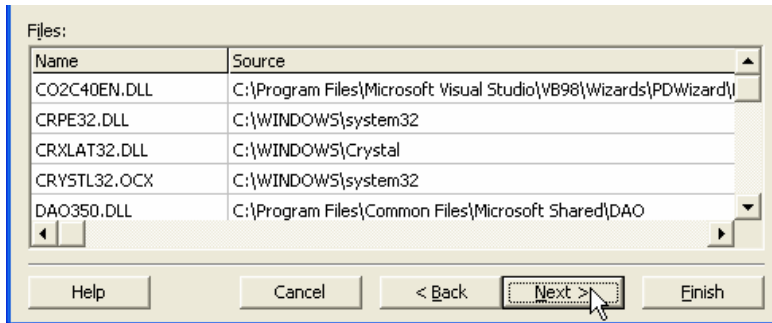 Files:
Name Source
CO2C40EN.DLL C:\Program Files\Microsoft Visual Studio\VB98\Wizards\PDWizard\
CRPE32.DLL C:\WINDOWS\system32
CRXLAT32.DLL C:\WINDOWS\Crystal
CRYSTL32.OCX C:\WINDOWS\system32
DAO350.DLL C:\Program Files\Common Files\Microsoft Shared\DAO
Help Cancel < Back Next > Finish